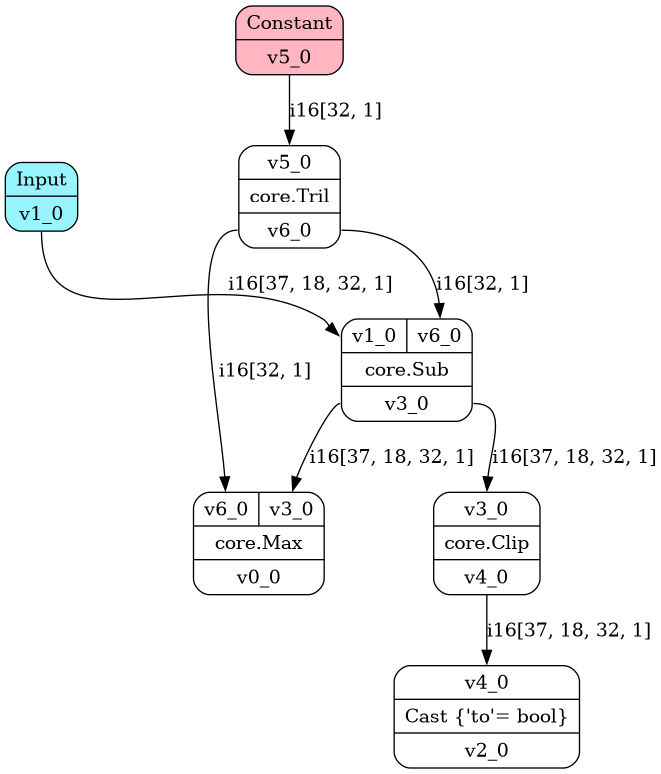 Constant
v5_0
i16[32, 1]
v5_0
core.Tril
v6_0
Input
v1_0
i16[37, 18, 32, 1]
i16[32, 1]
v1_0 v6_0
core.Sub
v3_0
i16[32, 1]
i16[37, 18, 32, 1]
i16[37, 18, 32, 1]
v6_0 v3_0
core.Max
v0_0
v3_0
core.Clip
v4_0
i16[37, 18, 32, 1]
v4_0
Cast {'to'= bool}
v2_0